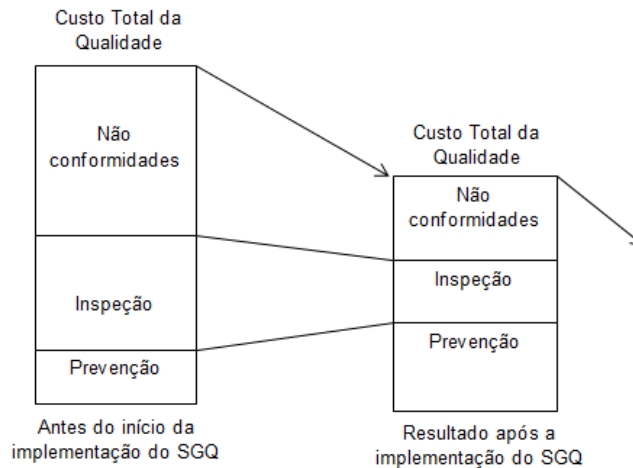 Custo Total da
Qualidade
Não
conformidades
Inspeção
Prevenção
Antes do início da
implementação do SGQ
Custo Total da
Qualidade
Não
conformidades
Inspeção
Prevenção
Resultado após a
implementação do SGQ